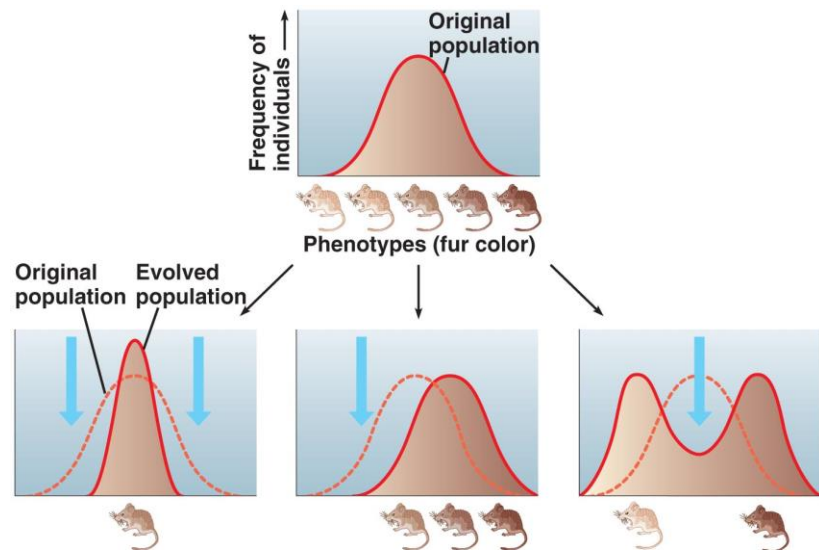 Frequency of
individuals
Original
population
Phenotypes (fur color)
Original
population
Evolved
population